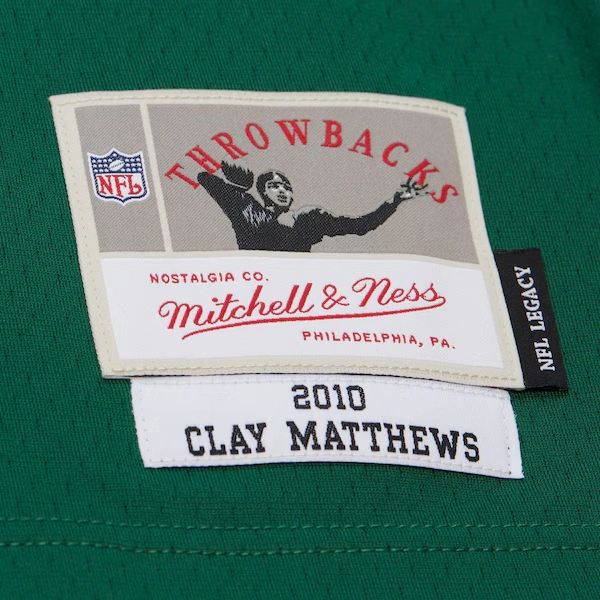 THROWBACKS
NFL
NOSTALGIA CO.
Mitchell & Ness
PHILADELPHIA, PA.
NFL LEGACY
2010
CLAY MATTHEWS